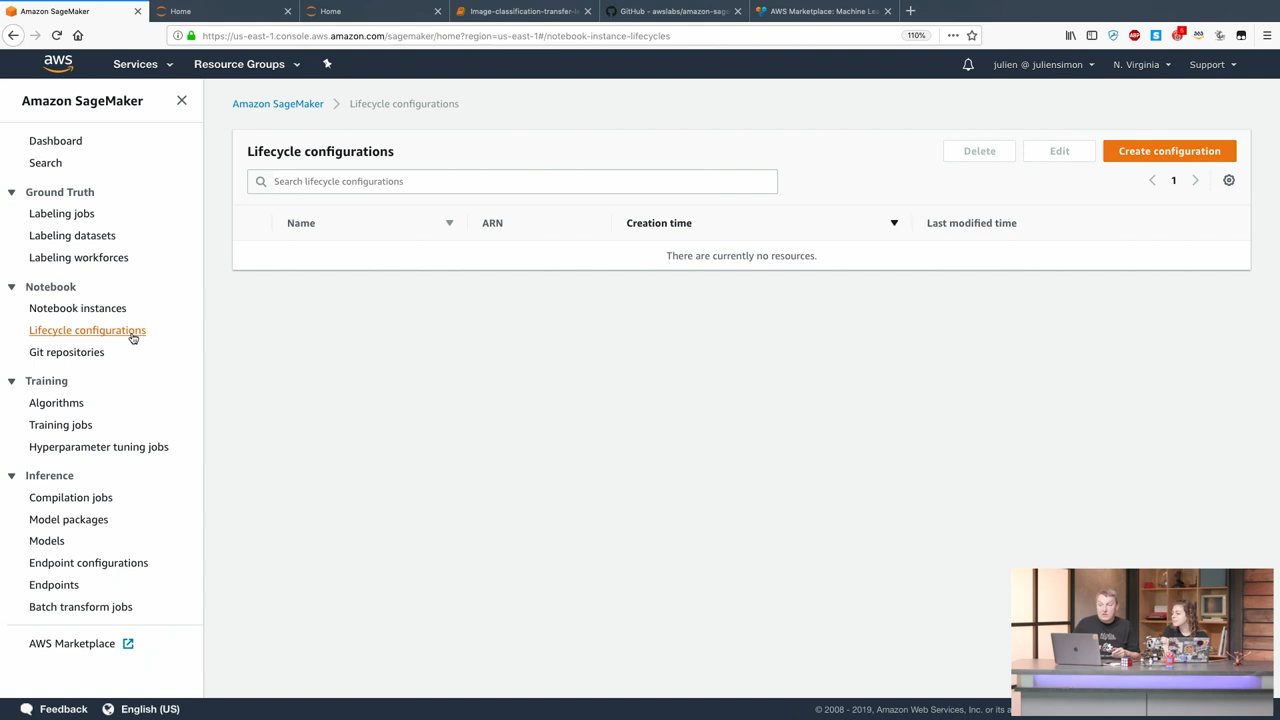 Amazon SageMaker
Home
Home
Image-classification-transfer-le
GitHub - awslabs/amazon-sage
AWS Marketplace: Machine Lea
https://us-east-1.console.aws.amazon.com/sagemaker/home?region=us-east-1#/notebook-instance-lifecycles
110%
aws
Services
Resource Groups
julien @ juliensimon
N. Virginia
Support
Amazon SageMaker
Dashboard
Search
Ground Truth
Labeling jobs
Labeling datasets
Labeling workforces
Notebook
Notebook instances
Lifecycle configurations
Git repositories
Training
Algorithms
Training jobs
Hyperparameter tuning jobs
Inference
Compilation jobs
Model packages
Models
Endpoint configurations
Endpoints
Batch transform jobs
AWS Marketplace
Amazon SageMaker > Lifecycle configurations
Lifecycle configurations
Delete
Edit
Create configuration
Search lifecycle configurations
1
Name
ARN
Creation time
Last modified time
There are currently no resources.
Feedback
English (US)
© 2008 - 2019, Amazon Web Services, Inc. or its a